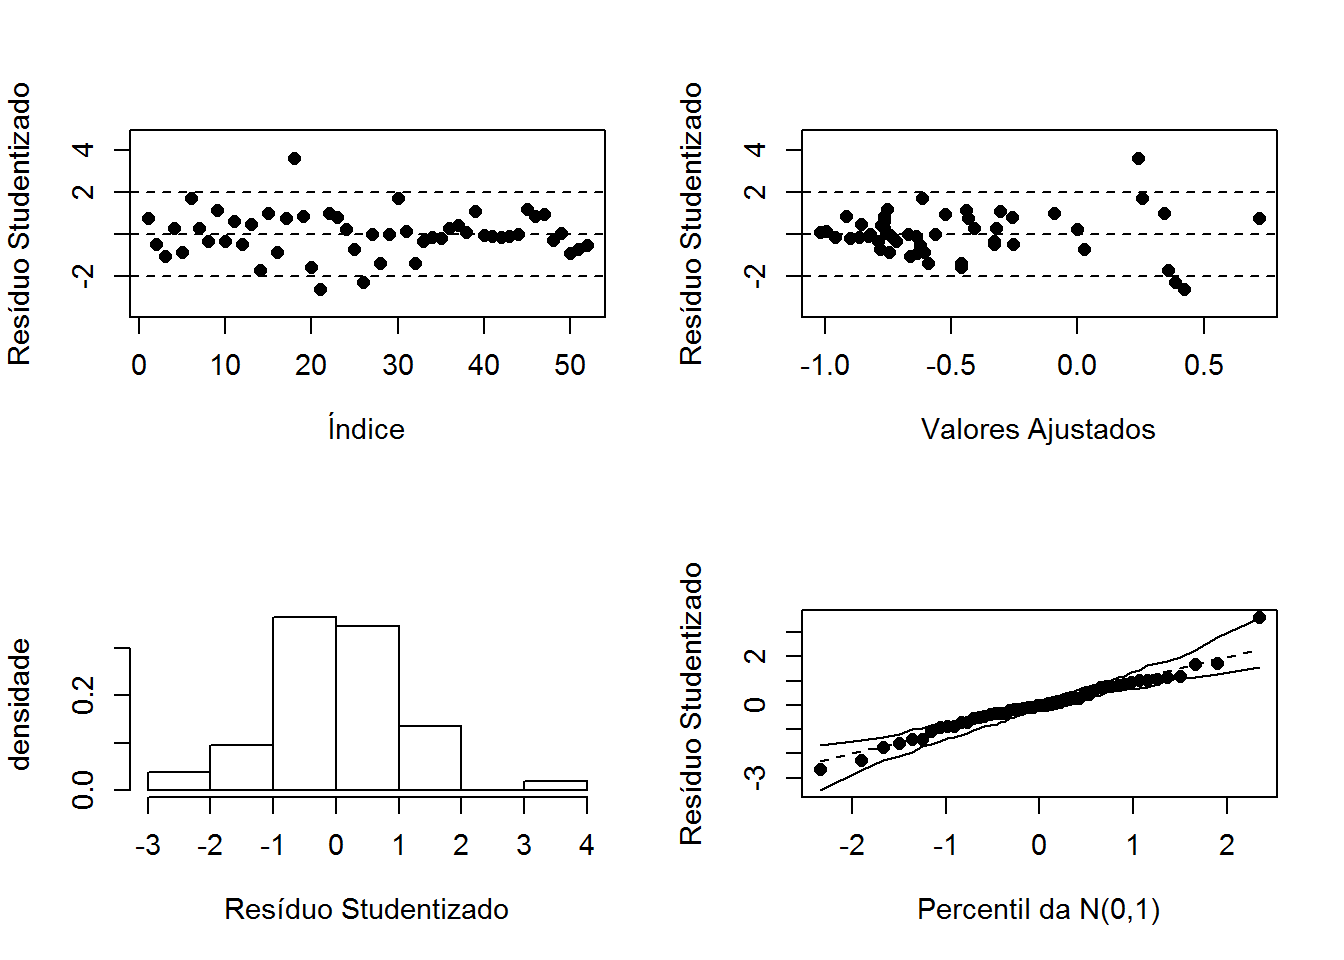 Resíduo Studentizado
4
2
-2
0 10 20 30 40 50
Índice
Resíduo Studentizado
4
2
-2
-1.0 -0.5 0.0 0.5
Valores Ajustados
densidade
0.2
0.0
-3 -2 -1 0 1 2 3 4
Resíduo Studentizado
Resíduo Studentizado
2
0
-3
-2 -1 0 1 2
Percentil da N(0,1)